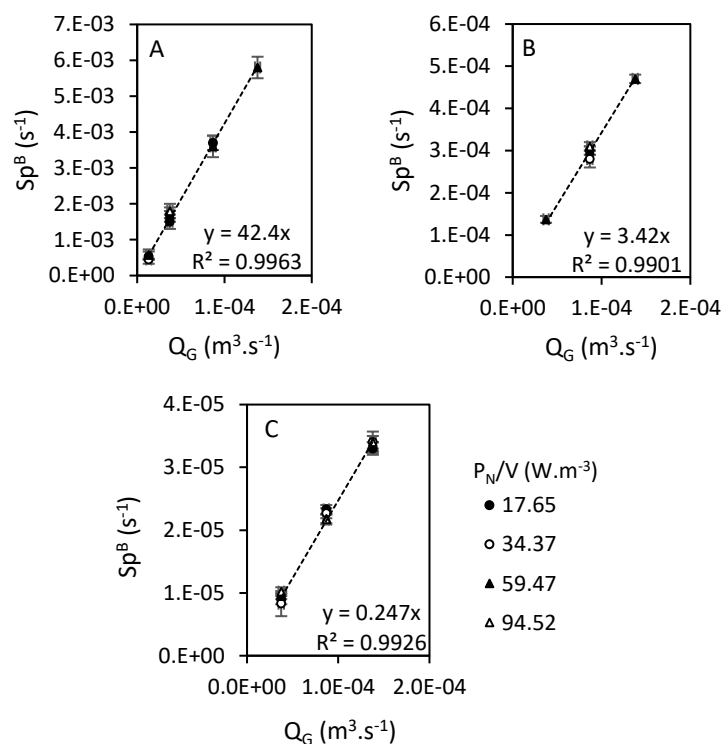 A
7.E-03
6.E-03
5.E-03
4.E-03
3.E-03
2.E-03
1.E-03
0.E+00
Spᴮ (s⁻¹)
y = 42.4x
R² = 0.9963
0.E+00 1.E-04 2.E-04
Q_G (m³.s⁻¹)
B
6.E-04
5.E-04
4.E-04
3.E-04
2.E-04
1.E-04
0.E+00
Spᴮ (s⁻¹)
y = 3.42x
R² = 0.9901
0.E+00 1.E-04 2.E-04
Q_G (m³.s⁻¹)
C
4.E-05
3.E-05
2.E-05
1.E-05
0.E+00
Spᴮ (s⁻¹)
y = 0.247x
R² = 0.9926
0.0E+00 1.0E-04 2.0E-04
Q_G (m³.s⁻¹)
P_N/V (W.m⁻³)
17.65
34.37
59.47
94.52